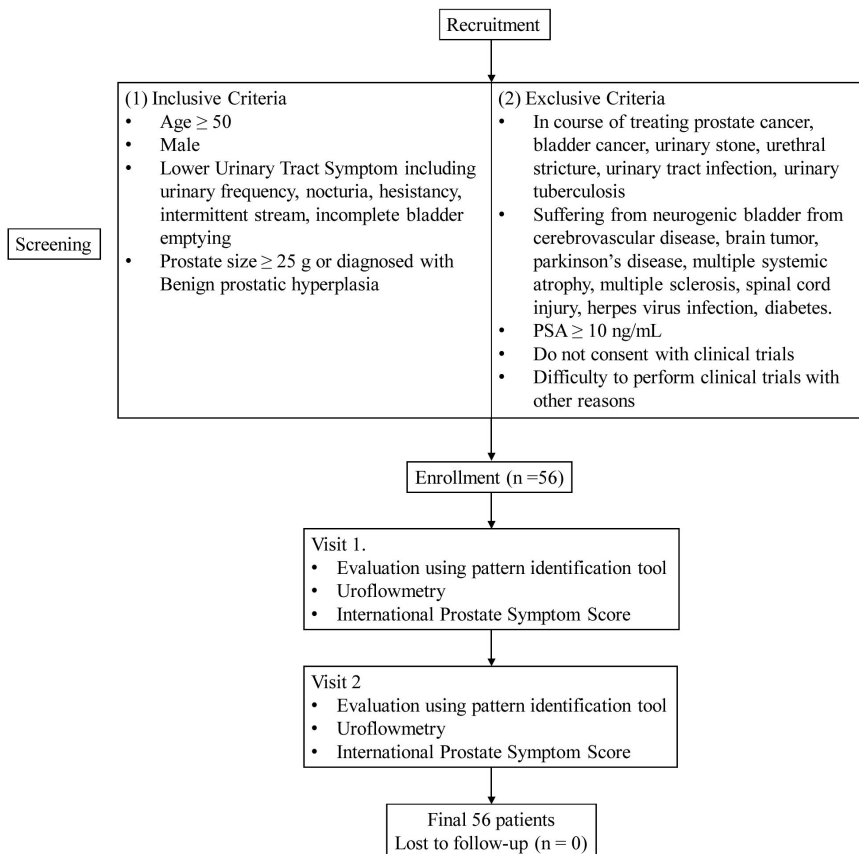 Recruitment
(1) Inclusive Criteria
• Age ≥ 50
• Male
• Lower Urinary Tract Symptom including
urinary frequency, nocturia, hesistancy,
intermittent stream, incomplete bladder
emptying
• Prostate size ≥ 25 g or diagnosed with
Benign prostatic hyperplasia
(2) Exclusive Criteria
• In course of treating prostate cancer,
bladder cancer, urinary stone, urethral
stricture, urinary tract infection, urinary
tuberculosis
• Suffering from neurogenic bladder from
cerebrovascular disease, brain tumor,
parkinson's disease, multiple systemic
atrophy, multiple sclerosis, spinal cord
injury, herpes virus infection, diabetes.
• PSA ≥ 10 ng/mL
• Do not consent with clinical trials
• Difficulty to perform clinical trials with
other reasons
Screening
Enrollment (n =56)
Visit 1.
• Evaluation using pattern identification tool
• Uroflowmetry
• International Prostate Symptom Score
Visit 2
• Evaluation using pattern identification tool
• Uroflowmetry
• International Prostate Symptom Score
Final 56 patients
Lost to follow-up (n = 0)